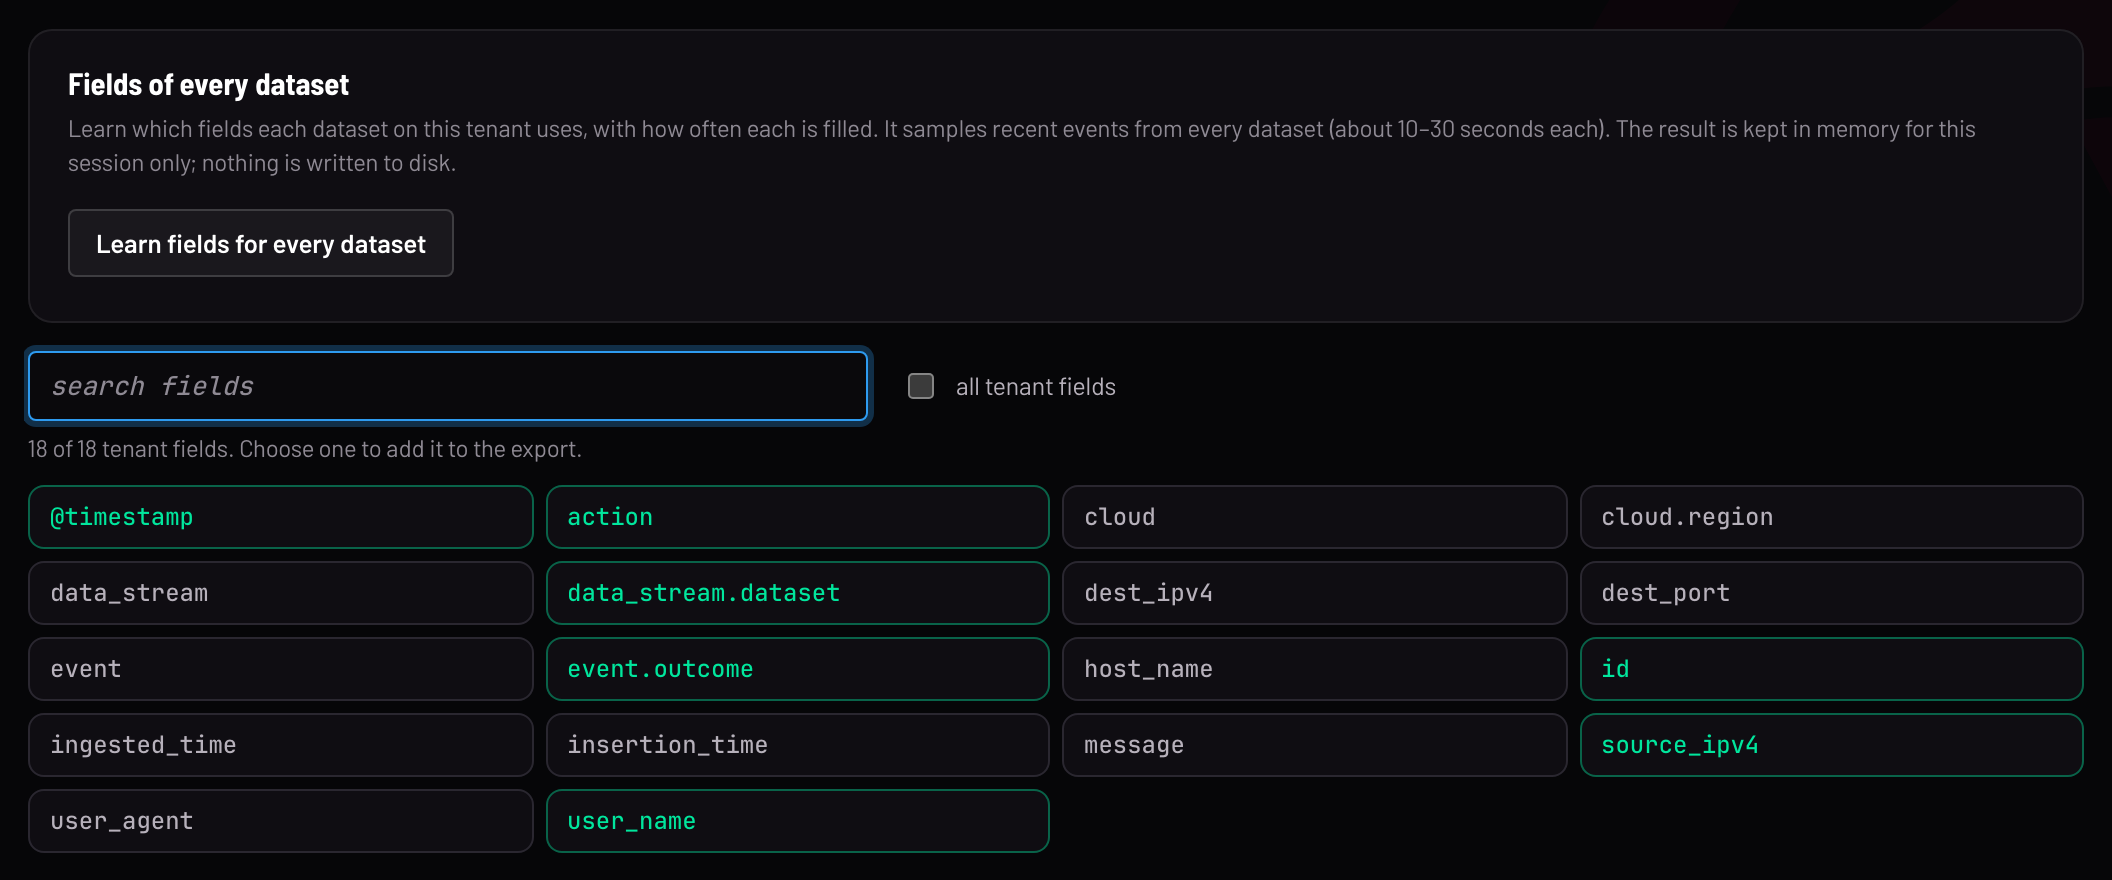 Fields of every dataset
Learn which fields each dataset on this tenant uses, with how often each is filled. It samples recent events from every dataset (about 10–30 seconds each). The result is kept in memory for this
session only; nothing is written to disk.
Learn fields for every dataset
search fields
all tenant fields
18 of 18 tenant fields. Choose one to add it to the export.
@timestamp
action
cloud
cloud.region
data_stream
data_stream.dataset
dest_ipv4
dest_port
event
event.outcome
host_name
id
ingested_time
insertion_time
message
source_ipv4
user_agent
user_name